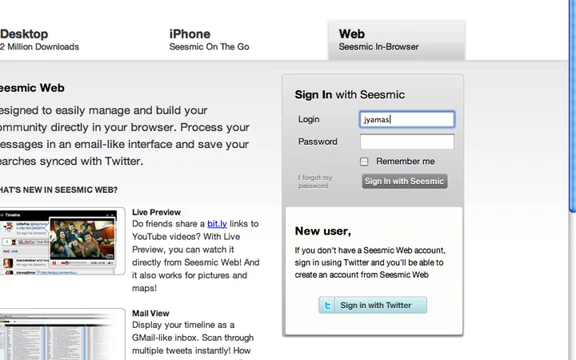 Desktop
2 Million Downloads
iPhone
Seesmic On The Go
Web
Seesmic In-Browser
Seesmic Web
esigned to easily manage and build your
ommunity directly in your browser. Process your
essages in an email-like interface and save your
earches synced with Twitter.
HAT'S NEW IN SEESMIC WEB?
Live Preview
Do friends share a bit.ly links to
YouTube videos? With Live
Preview, you can watch it
directly from Seesmic Web! And
it also works for pictures and
maps!
Mail View
Display your timeline as a
GMail-like inbox. Scan through
multiple tweets instantly! How
Sign In with Seesmic
Login
jyamas
Password
Remember me
I forgot my
password
Sign In with Seesmic
New user,
If you don't have a Seesmic Web account,
sign in using Twitter and you'll be able to
create an account from Seesmic Web
Sign in with Twitter